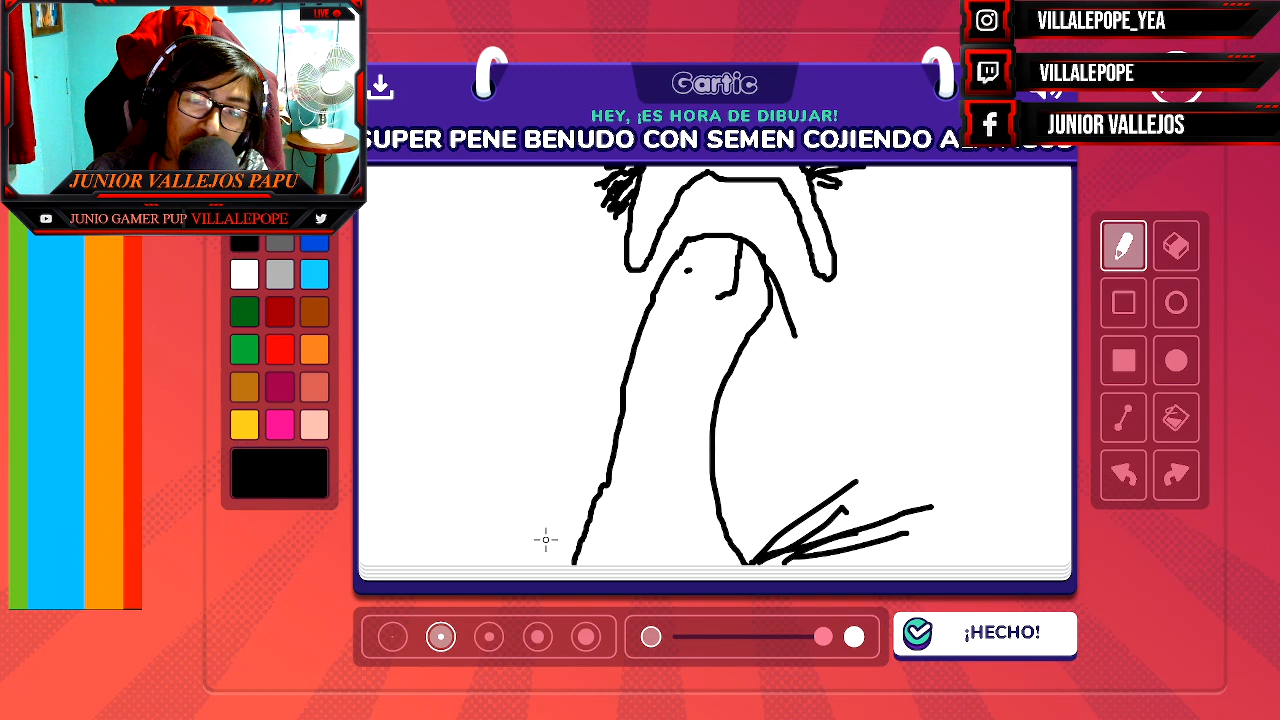 LIVE
VILLALEPOPE_YEA
VILLALEPOPE
JUNIOR VALLEJOS
Gartic
HEY, ¡ES HORA DE DIBUJAR!
SUPER PENE BENUDO CON SEMEN COJIENDO
JUNIOR VALLEJOS PAPU
JUNIO GAMER PUP VILLALEPOPE
¡HECHO!